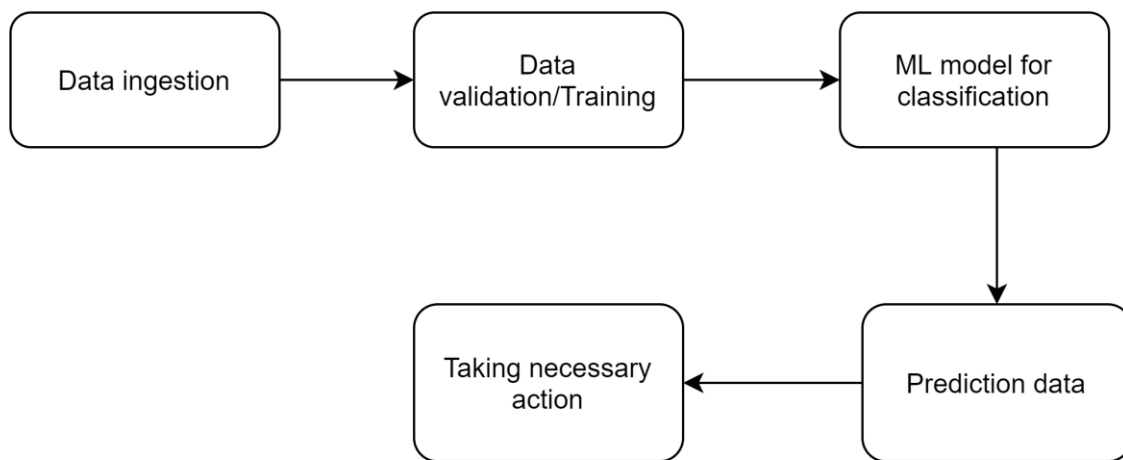 Data ingestion
Data
validation/Training
ML model for
classification
Taking necessary
action
Prediction data